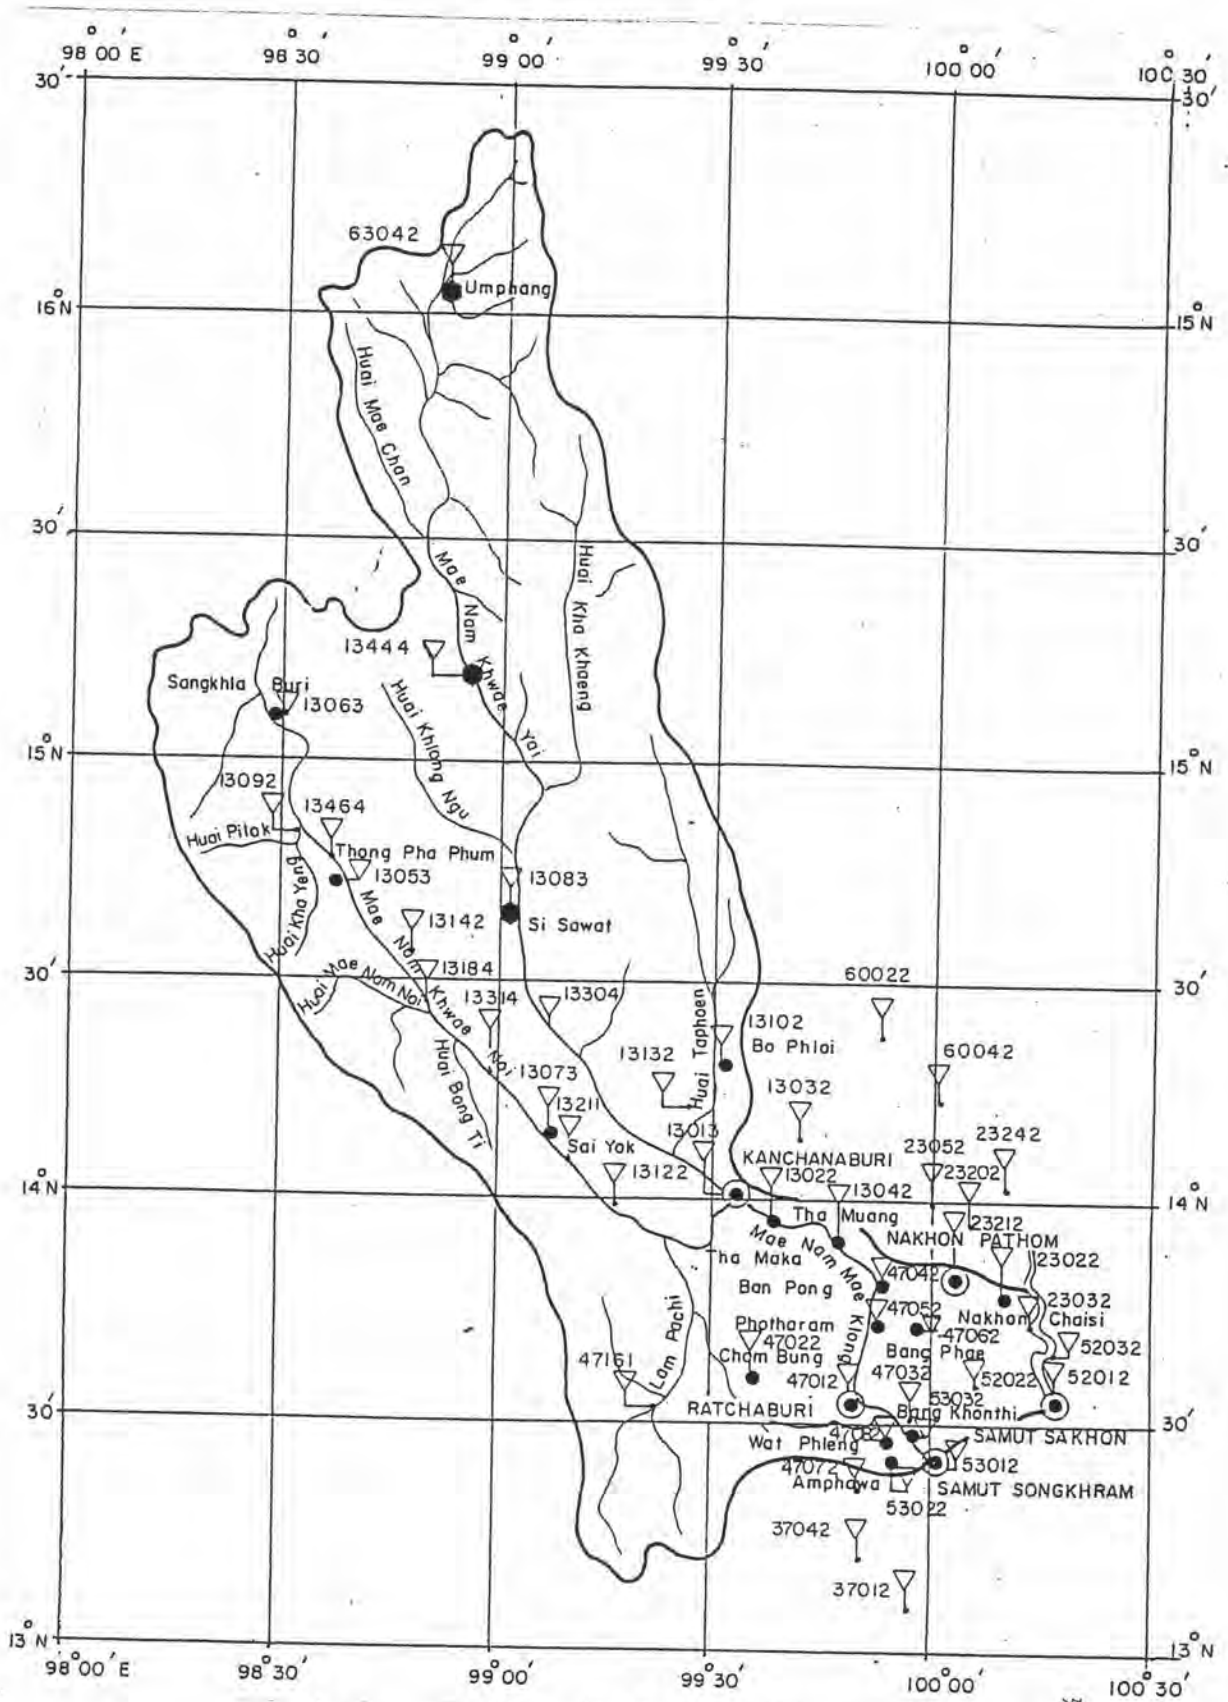 98°00'E
98°30'
99°00'
99°30'
100°00'
100°30'
30'
30'
63042
Umphang
16°N
15°N
Huai Mae Chan
30'
30'
Mae Nam Khwae Yai
Huai Kha Khaeng
13444
Sangkhla Buri
13063
Huai Khlong Ngu
15°N
15°N
13092
13464
Huai Pilok
Thong Pha Phum
13053
13083
Huai Kha Yeng
Mae Nam Khwae Noi
13142
Si Sawat
30'
13184
60022
30'
Huai Mae Nam Noi
13314
13304
Huai Taphoen
13102
Bo Phloi
60042
13132
Huai Bong Ti
13073
13032
13211
Sai Yok
13013
23052
23242
KANCHANABURI
13122
13022
23202
14°N
13042
14°N
Tha Muang
23212
NAKHON PATHOM
Tha Maka
Mae Nam Mae Klong
47042
23022
Ban Pong
47052
23032
Photharam
Nakhon Chaisi
47022
47062
52032
Lam Pachi
Chom Bung
Bang Phae
47161
47012
47032
52022
52012
53032
RATCHABURI
Bang Khonthi
30'
30'
SAMUT SAKHON
Wat Phleng
47072
53012
Amphawa
SAMUT SONGKHRAM
53022
37042
37012
13°N
13°N
98°00'E
98°30'
99°00'
99°30'
100°00'
100°30'